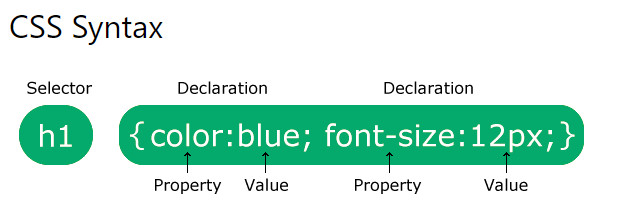 CSS Syntax
Selector Declaration Declaration
h1 {color:blue; font-size:12px;}
Property Value Property Value